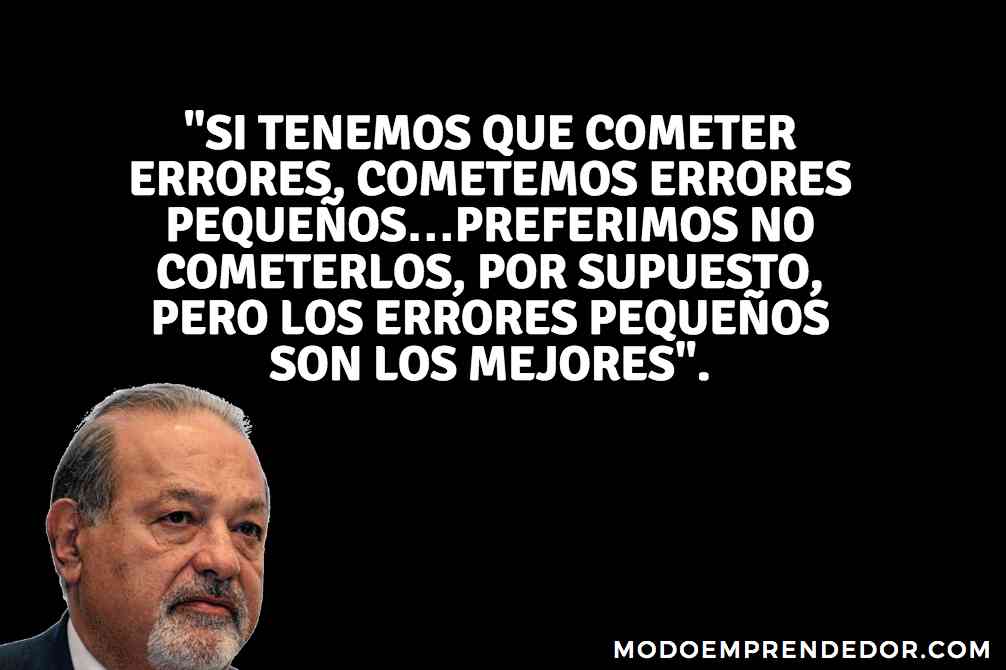 "SI TENEMOS QUE COMETER
ERRORES, COMETEMOS ERRORES
PEQUEÑOS...PREFERIMOS NO
COMETERLOS, POR SUPUESTO,
PERO LOS ERRORES PEQUEÑOS
SON LOS MEJORES".
MODOEMPRENDEDOR.COM